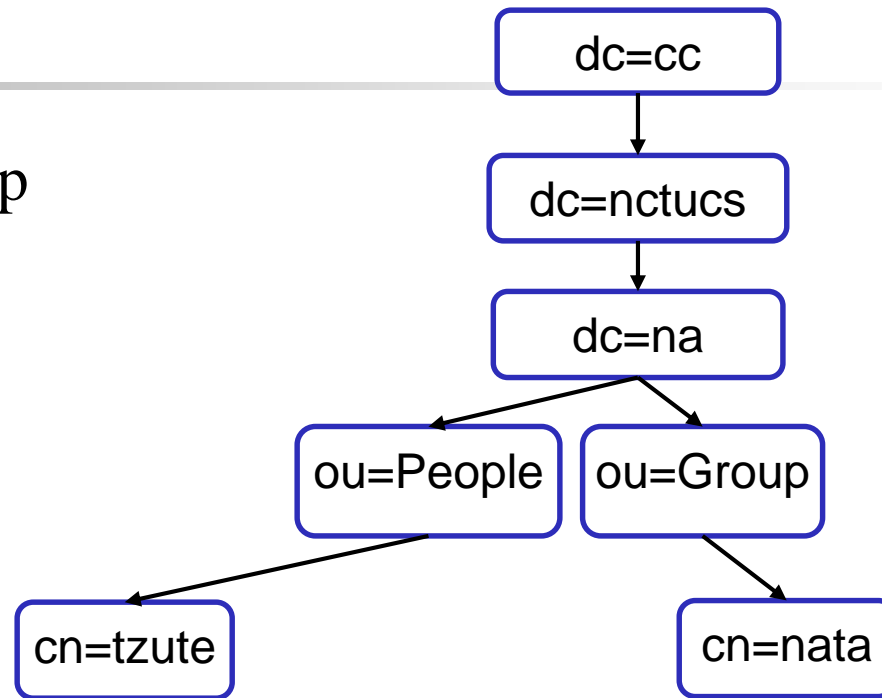 dc=cc
p
dc=nctucs
dc=na
ou=People
ou=Group
cn=tzute
cn=nata